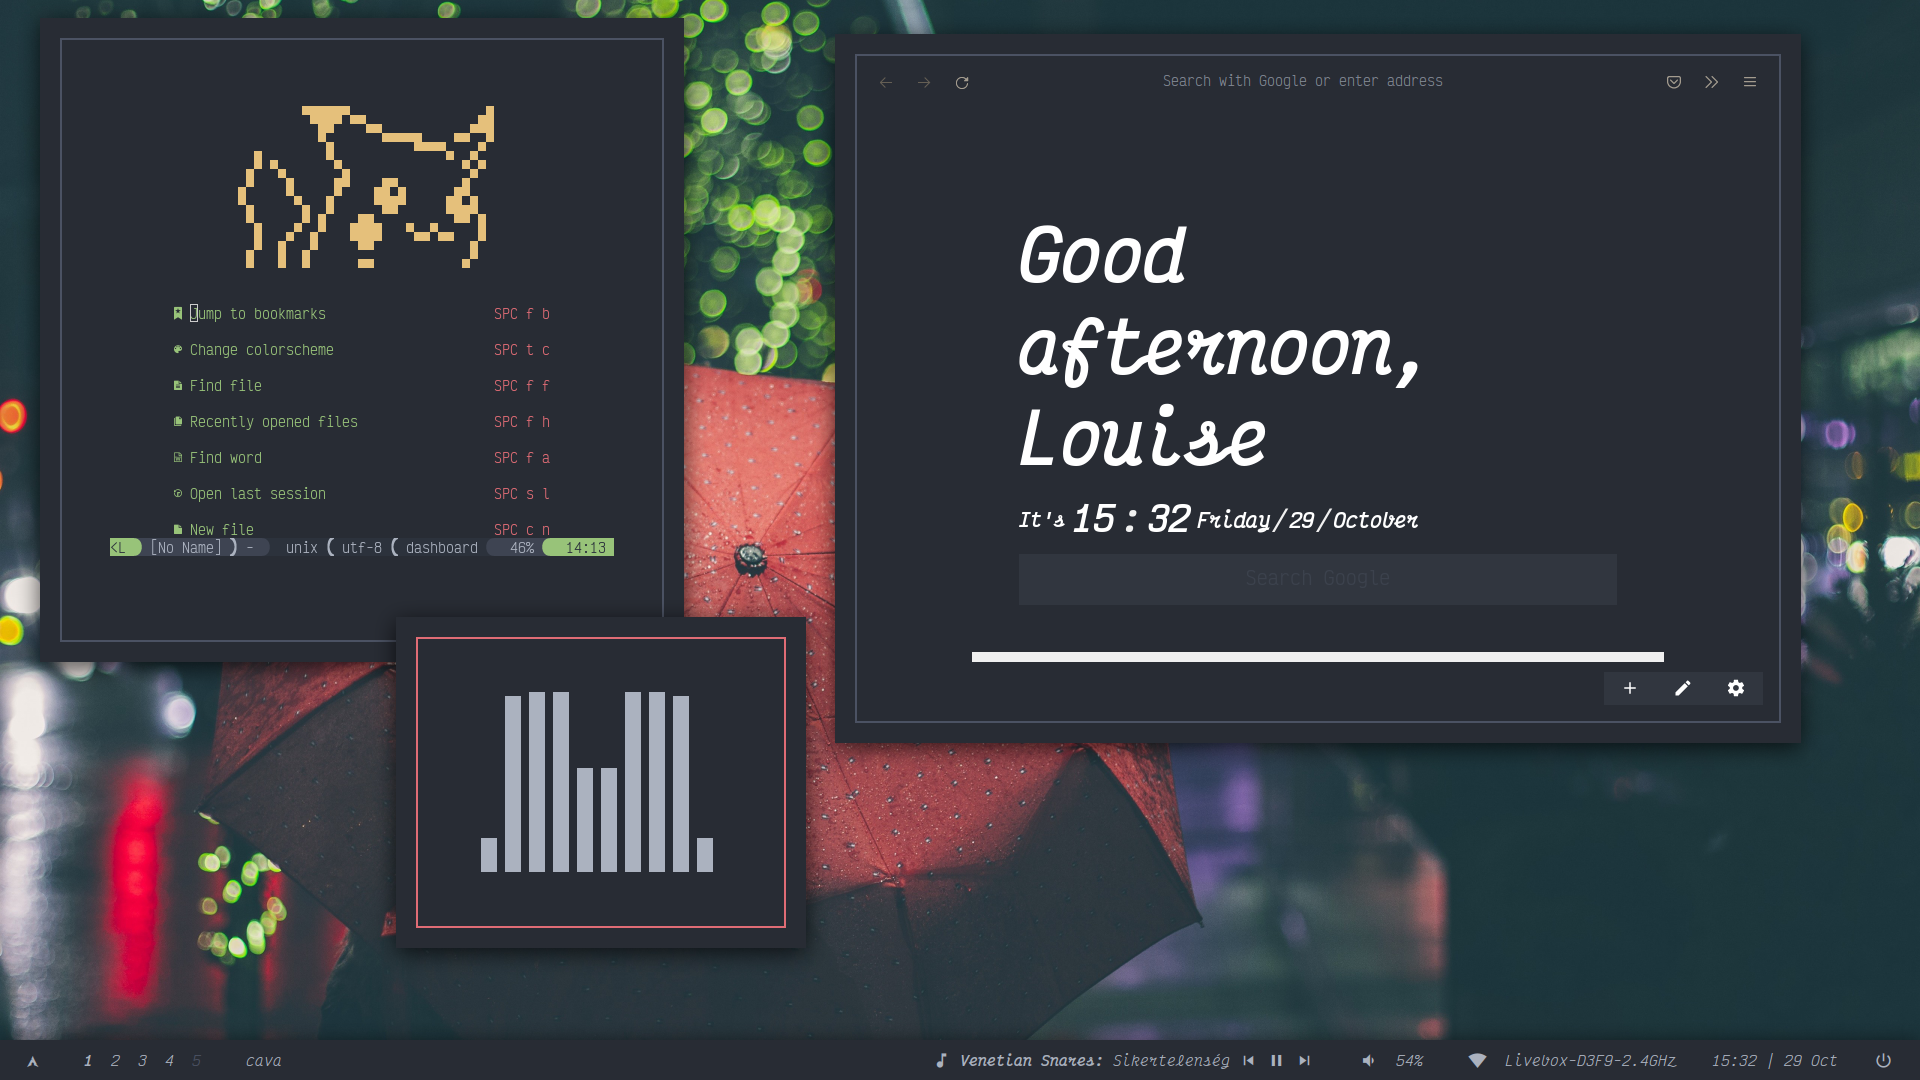 Jump to bookmarks SPC f b
Change colorscheme SPC t c
Find file SPC f f
Recently opened files SPC f h
Find word SPC f a
Open last session SPC s l
New file SPC c n
<L [No Name] ) - unix ( utf-8 ( dashboard 46% 14:13
Search with Google or enter address
Good
afternoon,
Louise
It's 15:32 Friday/29/October
Search Google
1 2 3 4 5 cava Venetian Snares: Sikertelenség 54% Livebox-D3F9-2.4GHz 15:32 | 29 Oct